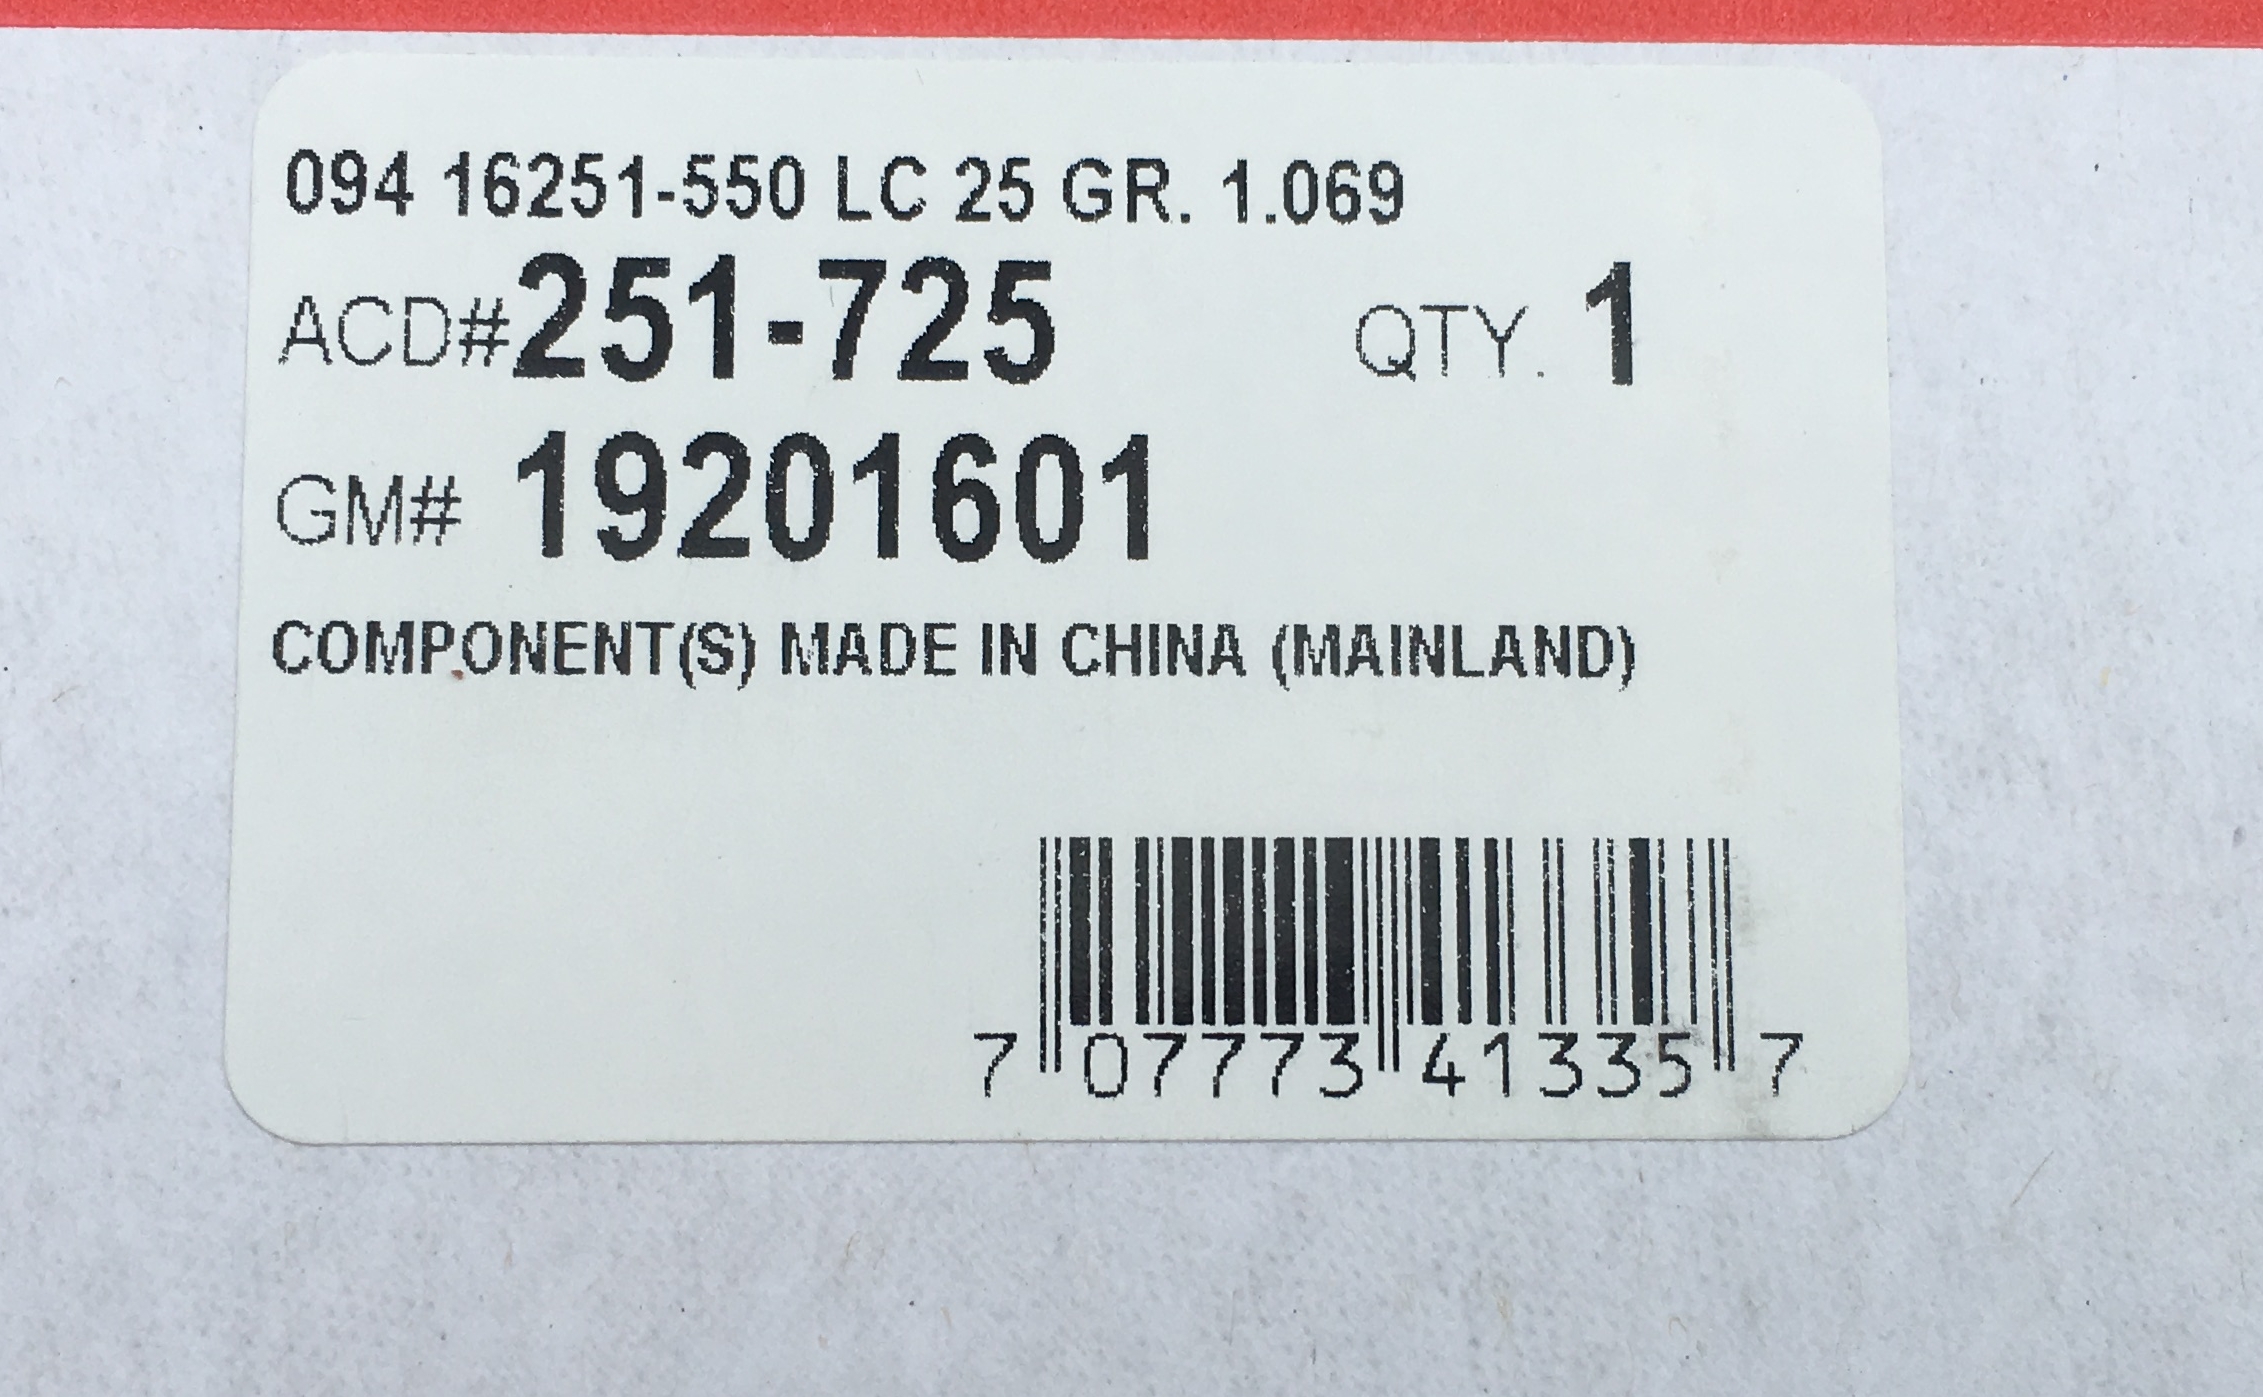 094 16251-550 LC 25 GR. 1.069
ACD#251-725 QTY. 1
GM# 19201601
COMPONENT(S) MADE IN CHINA (MAINLAND)
7 07773 41335 7